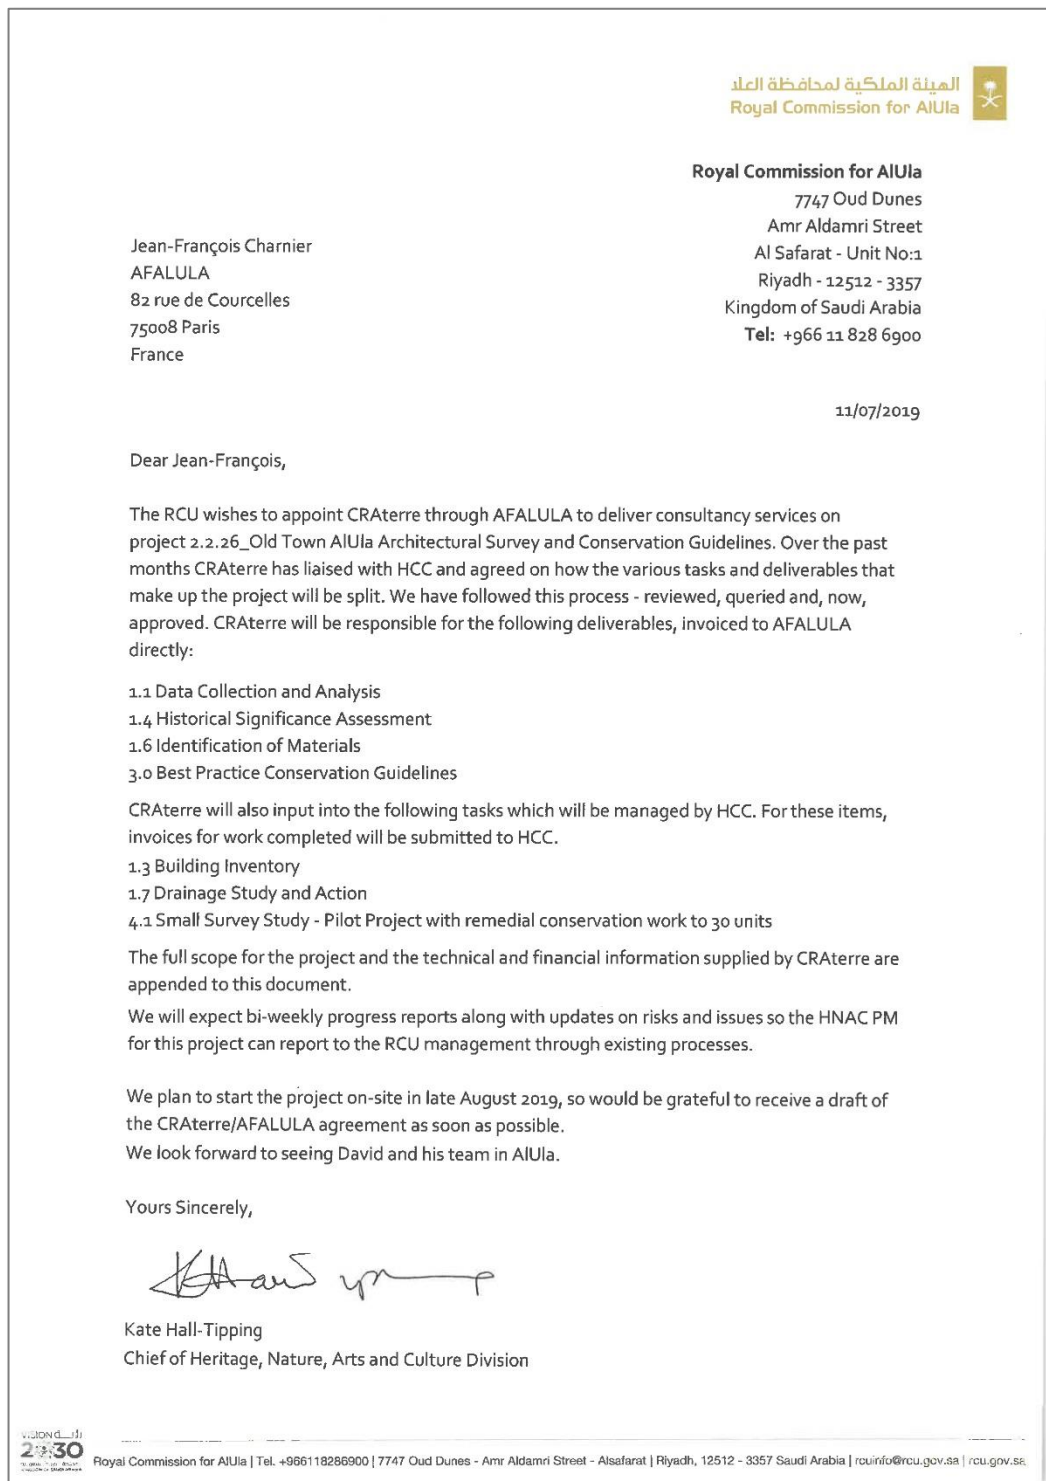 الهيئة الملكية لمحافظة العلا
Royal Commission for AlUla
Royal Commission for AlUla
7747 Oud Dunes
Amr Aldamri Street
Al Safarat - Unit No:1
Riyadh - 12512 - 3357
Kingdom of Saudi Arabia
Tel: +966 11 828 6900
Jean-François Charnier
AFALULA
82 rue de Courcelles
75008 Paris
France
11/07/2019
Dear Jean-François,
The RCU wishes to appoint CRAterre through AFALULA to deliver consultancy services on
project 2.2.26_Old Town AlUla Architectural Survey and Conservation Guidelines. Over the past
months CRAterre has liaised with HCC and agreed on how the various tasks and deliverables that
make up the project will be split. We have followed this process - reviewed, queried and, now,
approved. CRAterre will be responsible for the following deliverables, invoiced to AFALULA
directly:
1.1 Data Collection and Analysis
1.4 Historical Significance Assessment
1.6 Identification of Materials
3.0 Best Practice Conservation Guidelines
CRAterre will also input into the following tasks which will be managed by HCC. For these items,
invoices for work completed will be submitted to HCC.
1.3 Building Inventory
1.7 Drainage Study and Action
4.1 Small Survey Study - Pilot Project with remedial conservation work to 30 units
The full scope for the project and the technical and financial information supplied by CRAterre are
appended to this document.
We will expect bi-weekly progress reports along with updates on risks and issues so the HNAC PM
for this project can report to the RCU management through existing processes.
We plan to start the project on-site in late August 2019, so would be grateful to receive a draft of
the CRAterre/AFALULA agreement as soon as possible.
We look forward to seeing David and his team in AlUla.
Yours Sincerely,
Kate Hall-Tipping
Chief of Heritage, Nature, Arts and Culture Division
VISION رؤيـــة
2030
Royal Commission for AlUla | Tel. +966118286900 | 7747 Oud Dunes - Amr Aldamri Street - Alsafarat | Riyadh, 12512 - 3357 Saudi Arabia | rcuinfo@rcu.gov.sa | rcu.gov.sa